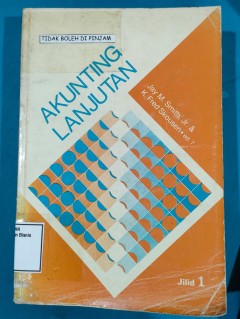 TIDAK BOLEH DI PINJAM
AKUNTING
LANJUTAN
Jay M. Smith, Jr. &
K. Fred Skousen
Jilid 1